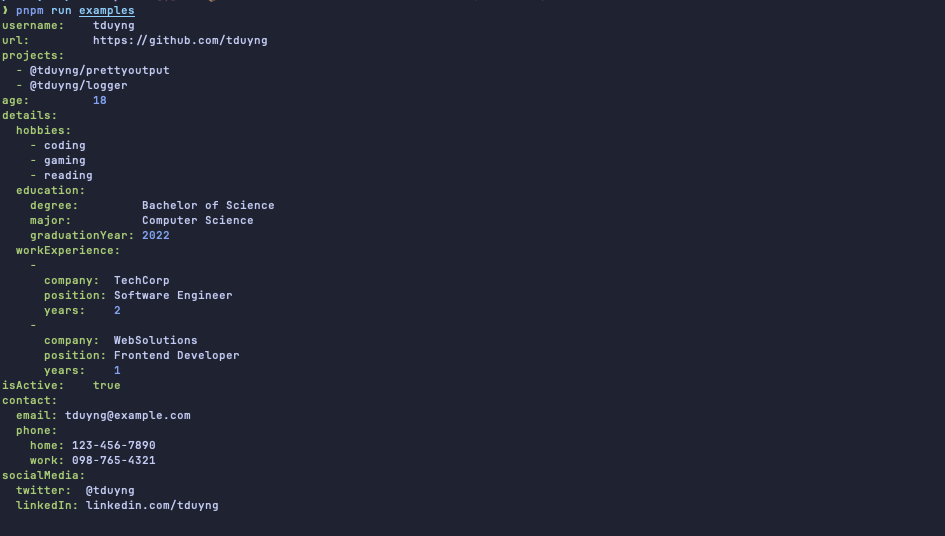 ❯ pnpm run examples
username:    tduyng
url:         https://github.com/tduyng
projects:
  - @tduyng/prettyoutput
  - @tduyng/logger
age:         18
details:
  hobbies:
    - coding
    - gaming
    - reading
  education:
    degree:         Bachelor of Science
    major:          Computer Science
    graduationYear: 2022
  workExperience:
    -
      company:  TechCorp
      position: Software Engineer
      years:    2
    -
      company:  WebSolutions
      position: Frontend Developer
      years:    1
isActive:    true
contact:
  email: tduyng@example.com
  phone:
    home: 123-456-7890
    work: 098-765-4321
socialMedia:
  twitter:  @tduyng
  linkedIn: linkedin.com/tduyng